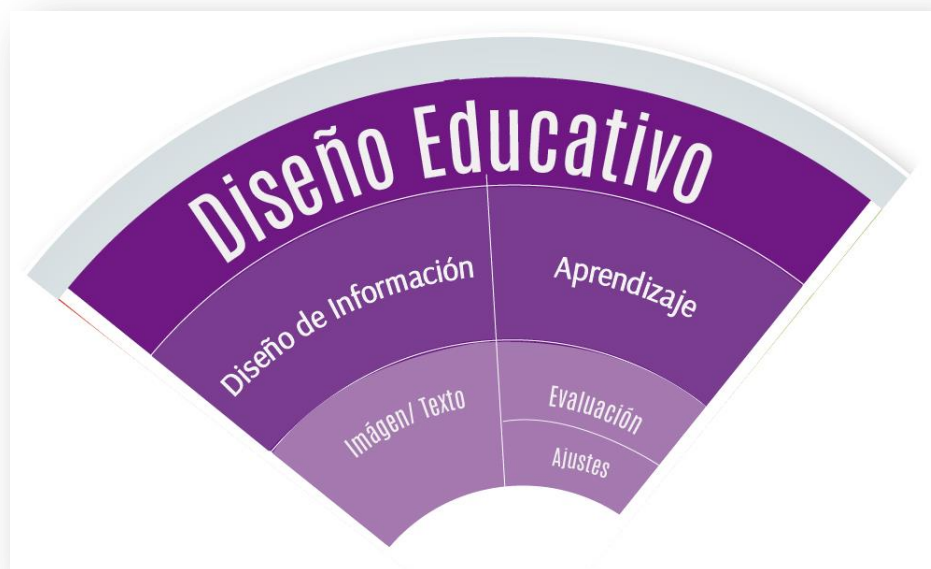 Diseño Educativo
Diseño de Información
Aprendizaje
Imágen/ Texto
Evaluación
Ajustes